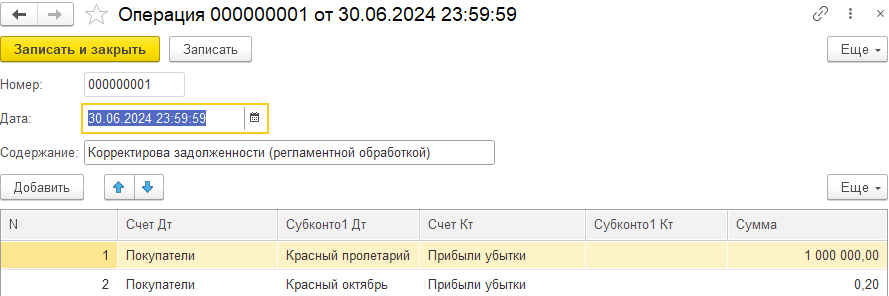 Операция 000000001 от 30.06.2024 23:59:59
Записать и закрыть Записать Еще
Номер: 000000001
Дата: 30.06.2024 23:59:59
Содержание: Корректирова задолженности (регламентной обработкой)
Добавить Еще
N Счет Дт Субконто1 Дт Счет Кт Субконто1 Кт Сумма
1 Покупатели Красный пролетарий Прибыли убытки 1 000 000,00
2 Покупатели Красный октябрь Прибыли убытки 0,20